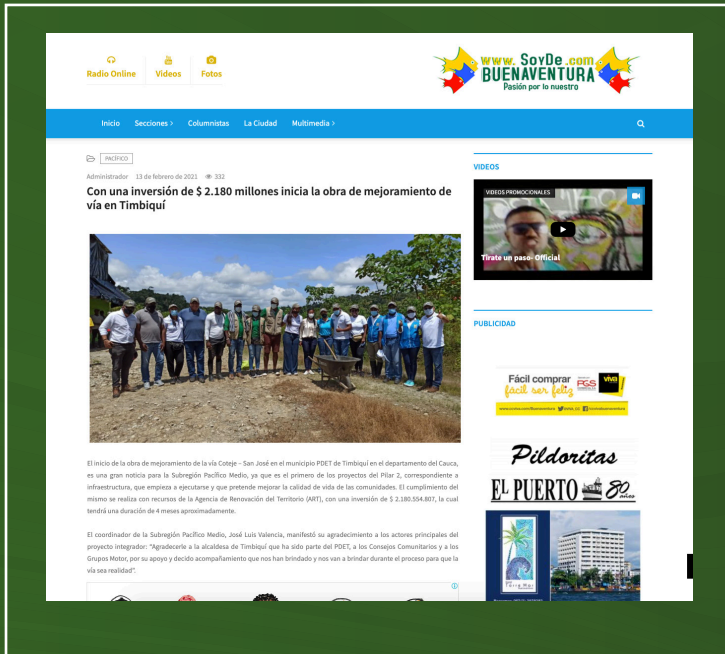 Radio Online Videos Fotos
www. SoyDe .com
BUENAVENTURA
Pasión por lo nuestro
Inicio Secciones > Columnistas La Ciudad Multimedia >
PACÍFICO
Administrador 13 de febrero de 2021 332
Con una inversión de $ 2.180 millones inicia la obra de mejoramiento de
vía en Timbiquí
El inicio de la obra de mejoramiento de la vía Coteje – San José en el municipio PDET de Timbiquí en el departamento del Cauca,
es una gran noticia para la Subregión Pacífico Medio, ya que es el primero de los proyectos del Pilar 2, correspondiente a
infraestructura, que empieza a ejecutarse y que pretende mejorar la calidad de vida de las comunidades. El cumplimiento del
mismo se realiza con recursos de la Agencia de Renovación del Territorio (ART), con una inversión de $ 2.180.554.807, la cual
tendrá una duración de 4 meses aproximadamente.
El coordinador de la Subregión Pacífico Medio, José Luis Valencia, manifestó su agradecimiento a los actores principales del
proyecto integrador: "Agradecerle a la alcaldesa de Timbiquí que ha sido parte del PDET, a los Consejos Comunitarios y a los
Grupos Motor, por su apoyo y decido acompañamiento que nos han brindado y nos van a brindar durante el proceso para que la
vía sea realidad".
VIDEOS
VIDEOS PROMOCIONALES
Tirate un paso- Official
PUBLICIDAD
Fácil comprar
fácil ser feliz
FGS
viva
Pildoritas
EL PUERTO 80
años
Torre Mar